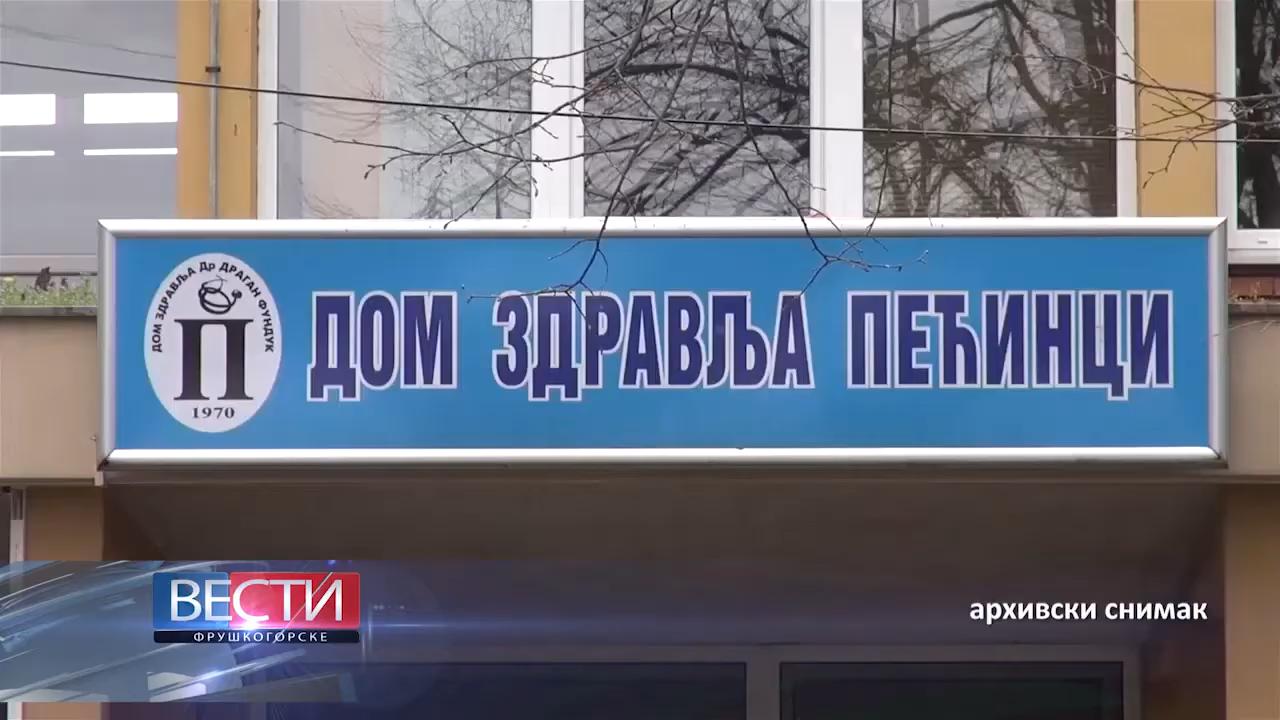 ДОМ ЗДРАВЉА Др ДРАГАН ФУНДУК
П
1970
ДОМ ЗДРАВЉА ПЕЋИНЦИ
ВЕСТИ
ФРУШКОГОРСКЕ
архивски снимак